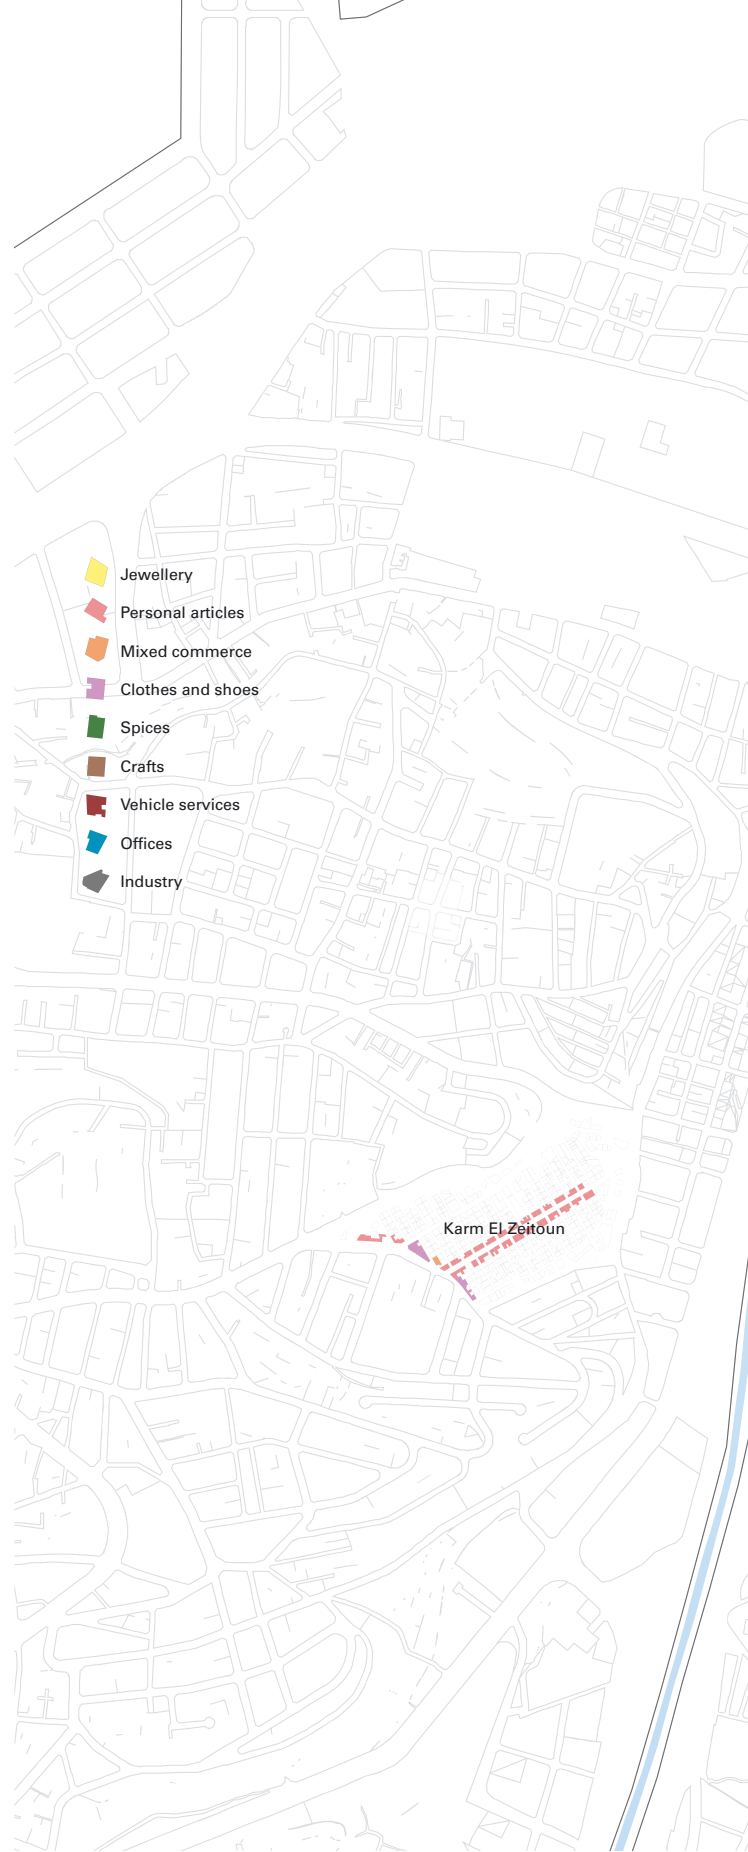 Jewellery
Personal articles
Mixed commerce
Clothes and shoes
Spices
Crafts
Vehicle services
Offices
Industry
Karm El Zeitoun